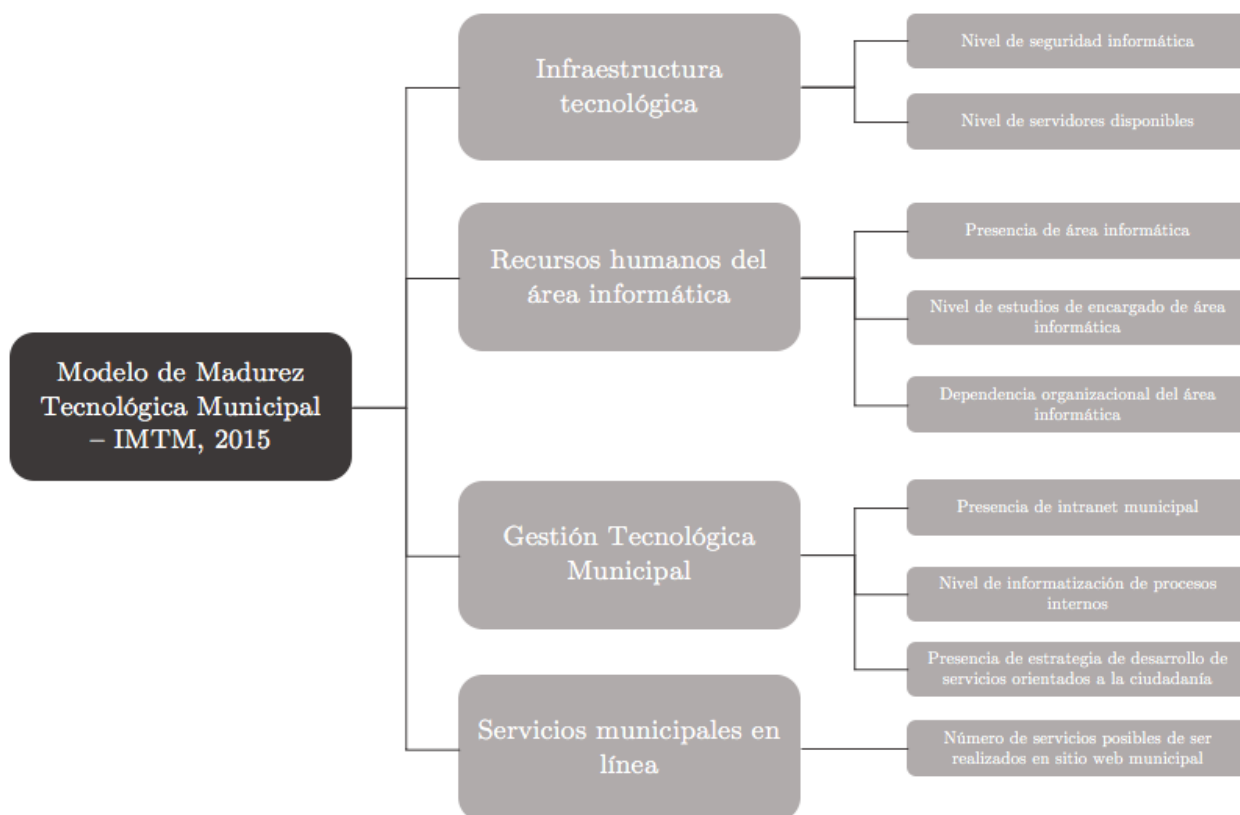 Modelo de Madurez
Tecnológica Municipal
– IMTM, 2015
Infraestructura
tecnológica
Nivel de seguridad informática
Nivel de servidores disponibles
Recursos humanos del
área informática
Presencia de área informática
Nivel de estudios de encargado de área
informática
Dependencia organizacional del área
informática
Gestión Tecnológica
Municipal
Presencia de intranet municipal
Nivel de informatización de procesos
internos
Presencia de estrategia de desarrollo de
servicios orientados a la ciudadanía
Servicios municipales en
línea
Número de servicios posibles de ser
realizados en sitio web municipal